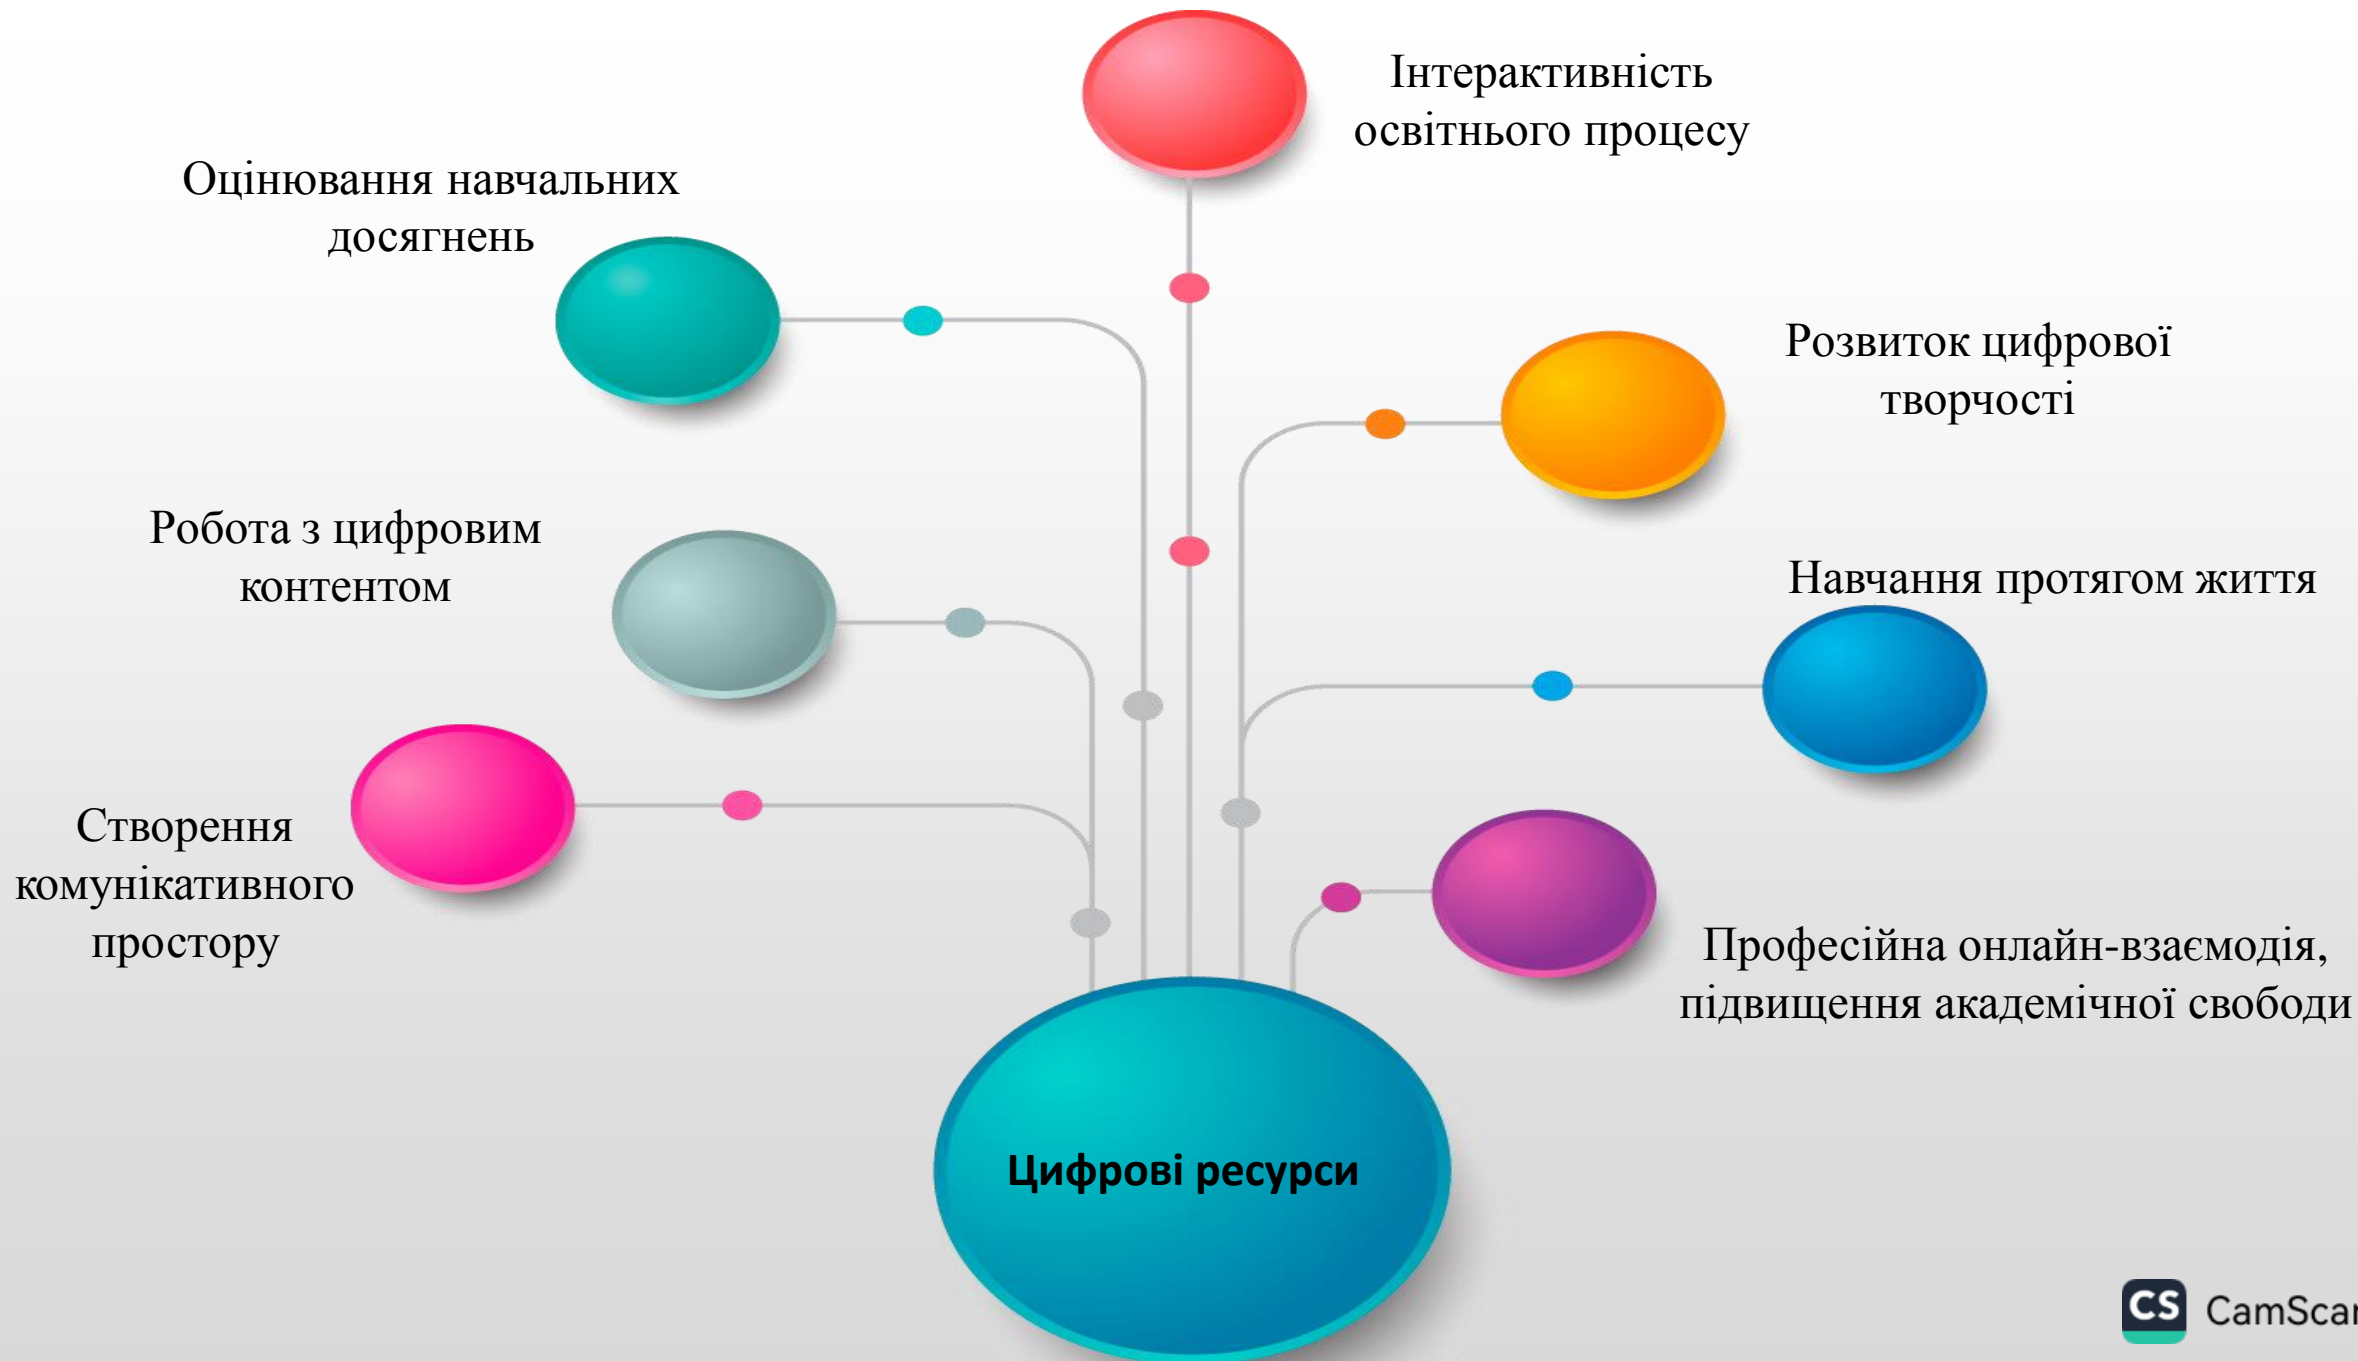 Інтерактивність
освітнього процесу
Оцінювання навчальних
досягнень
Розвиток цифрової
творчості
Робота з цифровим
контентом
Навчання протягом життя
Створення
комунікативного
простору
Професійна онлайн-взаємодія,
підвищення академічної свободи
Цифрові ресурси
CS